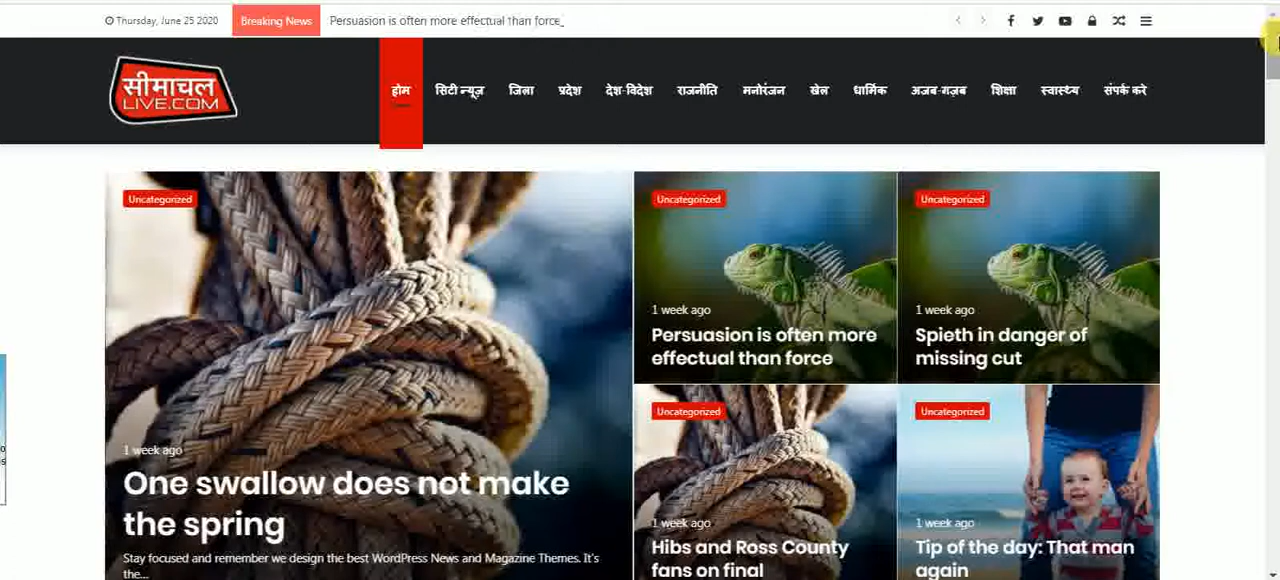 Thursday, June 25 2020
Breaking News
Persuasion is often more effectual than force_
सीमांचल
LIVE.COM
होम सिटी न्यूज़ जिला प्रदेश देश-विदेश राजनीति मनोरंजन खेल धार्मिक अजब-गज़ब शिक्षा स्वास्थ्य संपर्क करे
Uncategorized
1 week ago
One swallow does not make
the spring
Stay focused and remember we design the best WordPress News and Magazine Themes. It's
the...
Uncategorized
1 week ago
Persuasion is often more
effectual than force
Uncategorized
1 week ago
Spieth in danger of
missing cut
Uncategorized
1 week ago
Hibs and Ross County
fans on final
Uncategorized
1 week ago
Tip of the day: That man
again